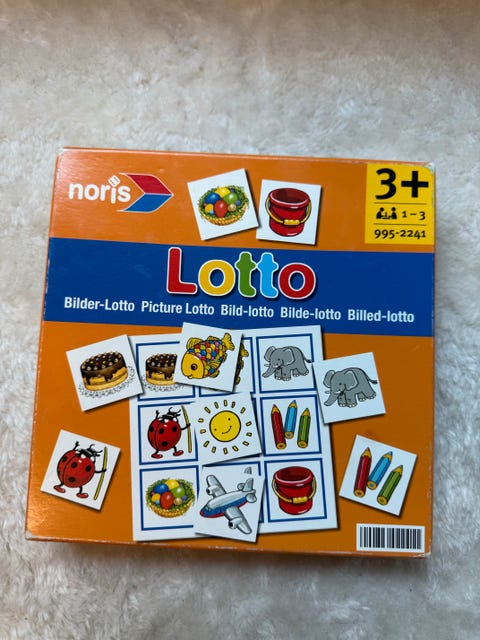 noris
3+
1-3
995-2241
Lotto
Bilder-Lotto Picture Lotto Bild-lotto Bilde-lotto Billed-lotto